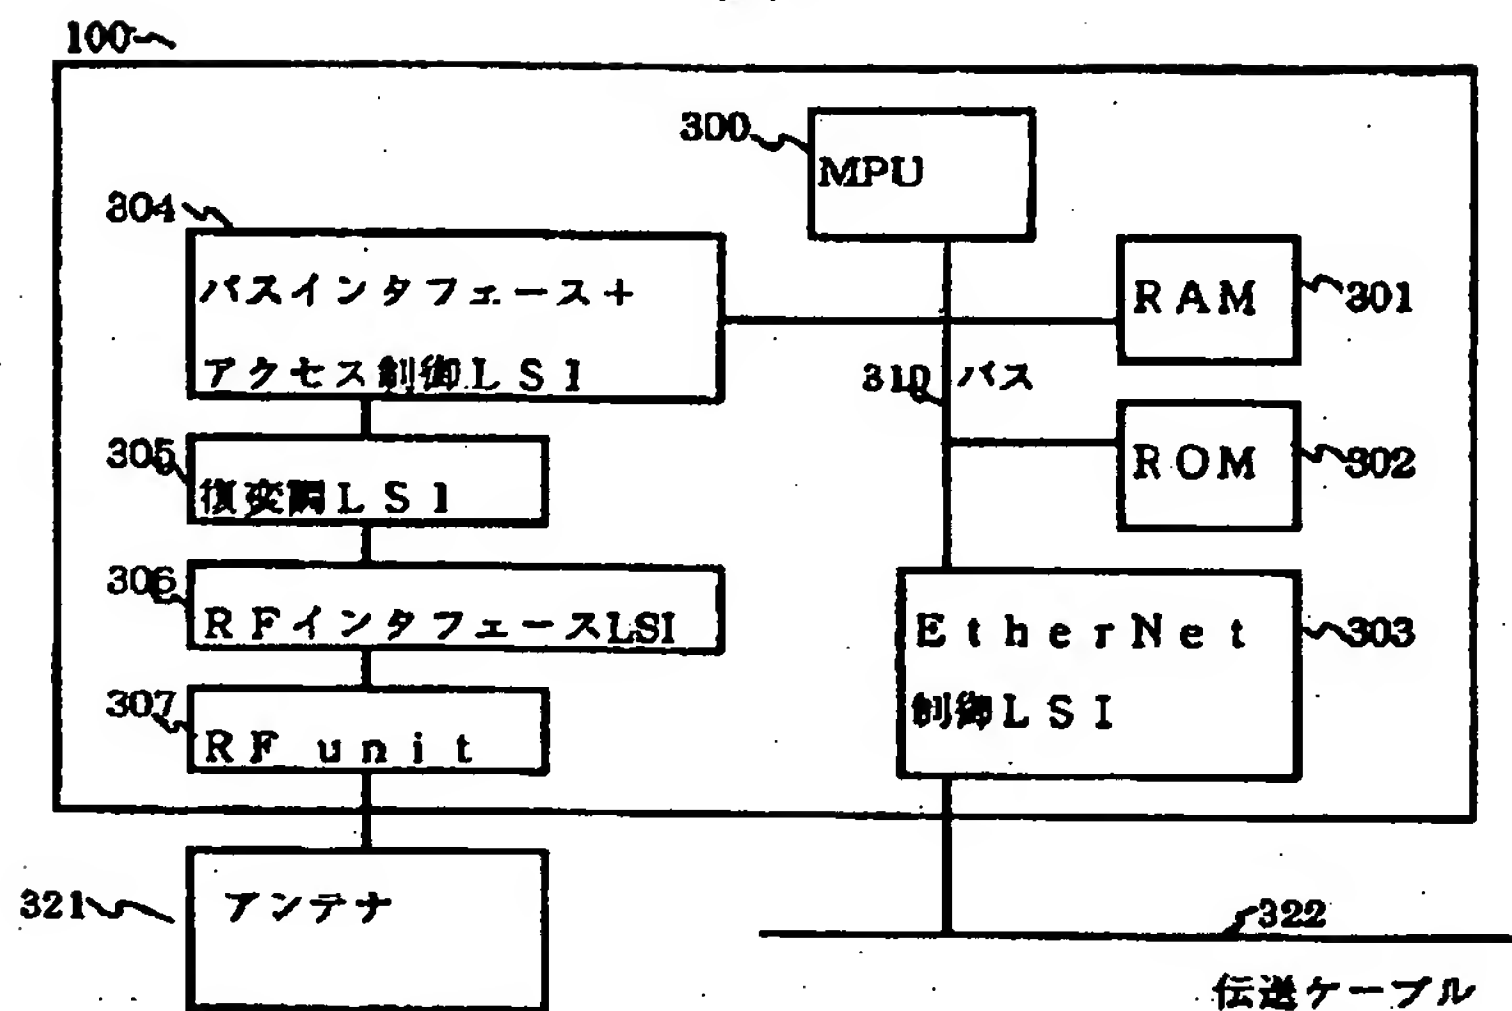 100
300
MPU
304
バスインタフェース+
アクセス制御LSI
RAM
301
310 バス
305
復変調LSI
ROM
302
306
RFインタフェースLSI
EtherNet
制御LSI
303
307
RF unit
321
アンテナ
322
伝送ケーブル